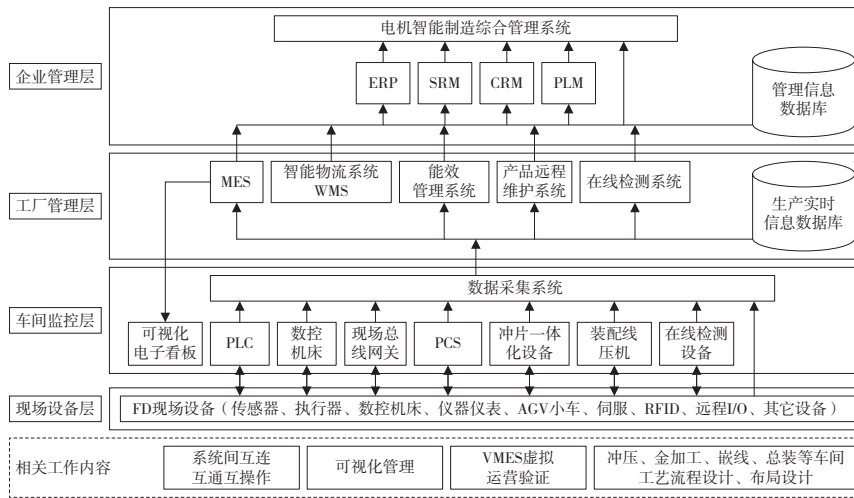 电机智能制造综合管理系统
企业管理层
ERP
SRM
CRM
PLM
管理信息
数据库
工厂管理层
MES
智能物流系统
WMS
能效
管理系统
产品远程
维护系统
在线检测系统
生产实时
信息数据库
数据采集系统
车间监控层
可视化
电子看板
PLC
数控
机床
现场总
线网关
PCS
冲片一体
化设备
装配线
压机
在线检测
设备
现场设备层
FD现场设备(传感器、执行器、数控机床、仪器仪表、AGV小车、伺服、RFID、远程I/O、其它设备)
相关工作内容
系统间互连
互通互操作
可视化管理
VMES虚拟
运营验证
冲压、金加工、嵌线、总装等车间
工艺流程设计、布局设计